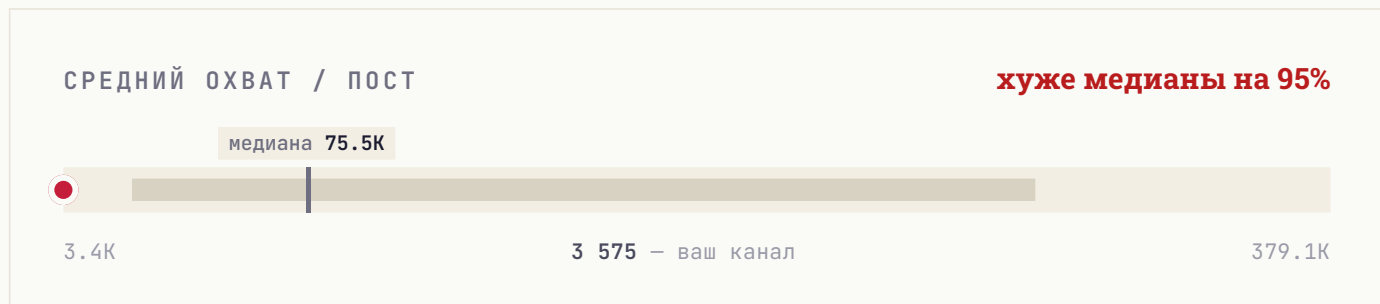 СРЕДНИЙ ОХВАТ / ПОСТ
хуже медианы на 95%
медиана 75.5K
3.4K
3 575 — ваш канал
379.1K